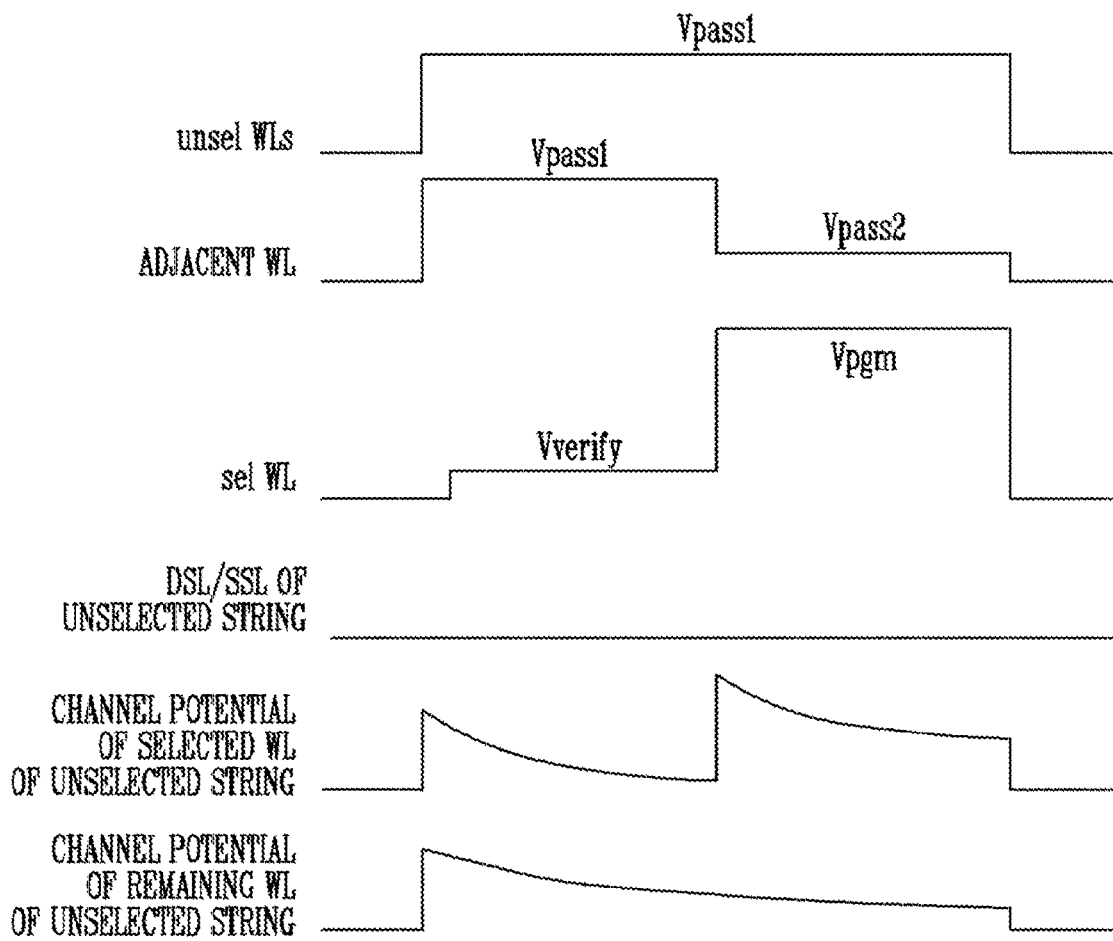 Vpass1
unsel WLs
Vpass1
Vpass2
ADJACENT WL
Vpgm
Vverify
sel WL
DSL/SSL OF
UNSELECTED STRING
CHANNEL POTENTIAL
OF SELECTED WL
OF UNSELECTED STRING
CHANNEL POTENTIAL
OF REMAINING WL
OF UNSELECTED STRING